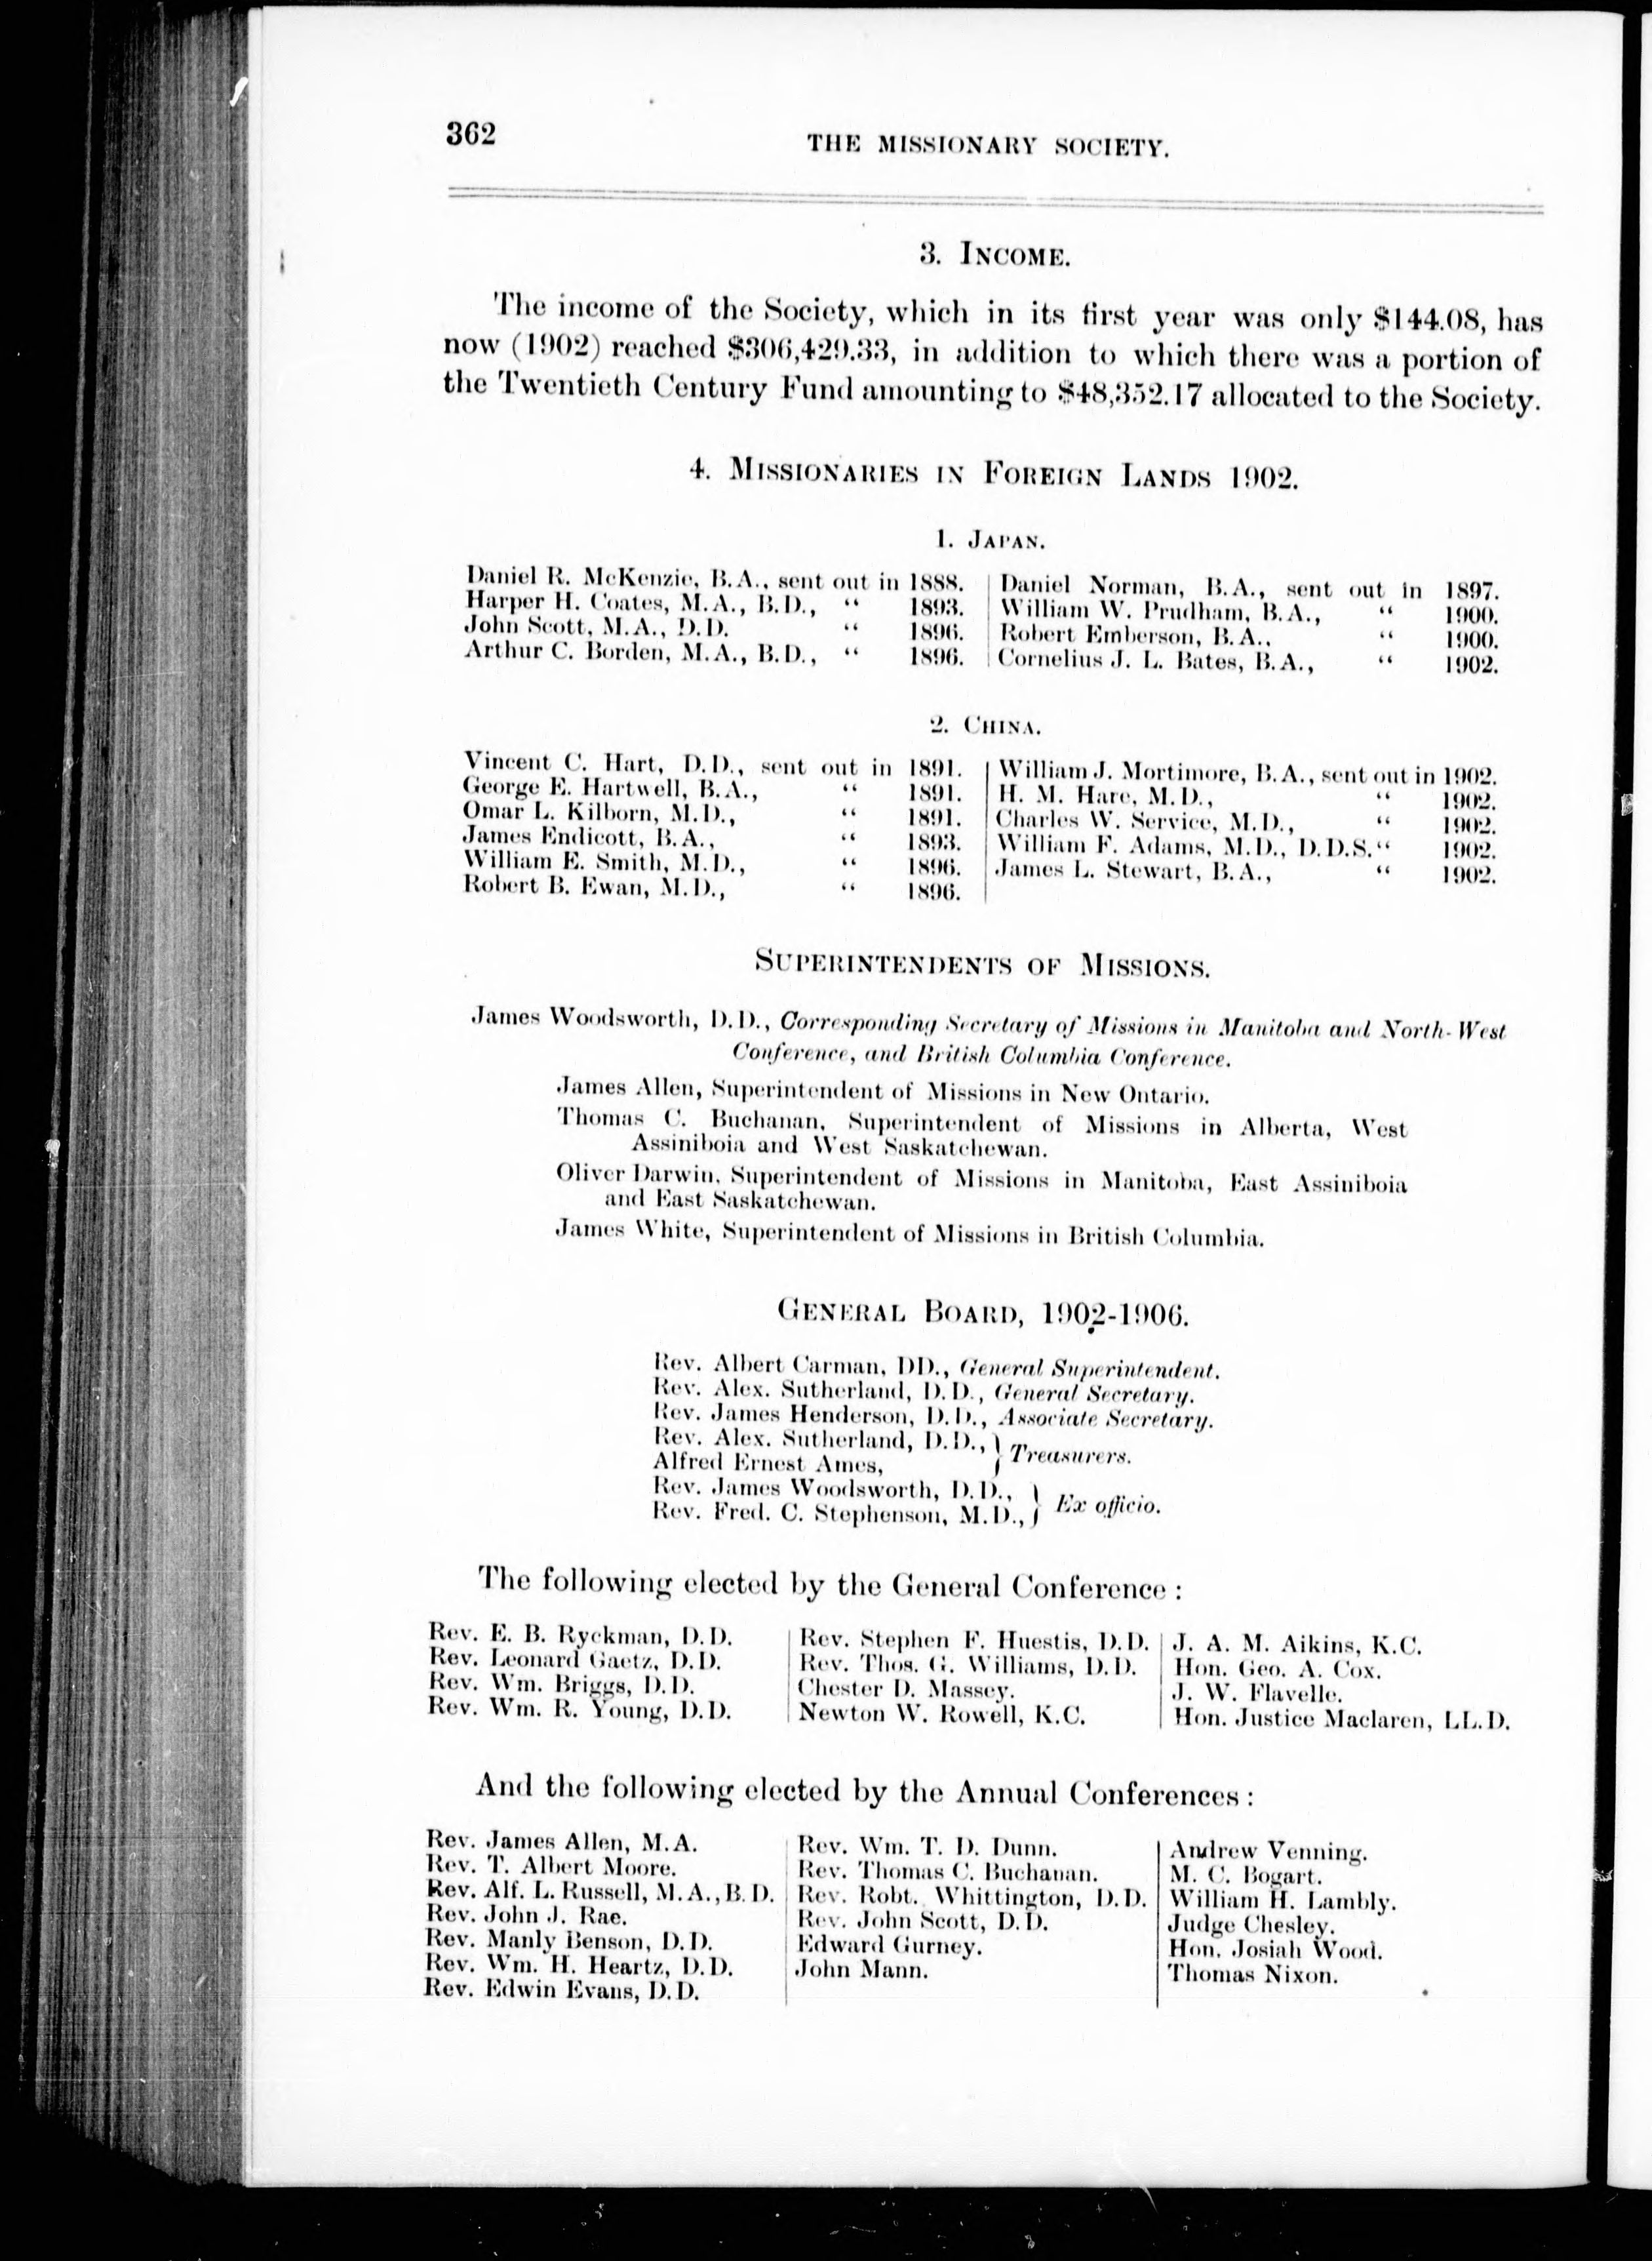 362
THE MISSIONARY SOCIETY.
3. INCOME.
The income of the Society, which in its first year was only $144.08, has
now (1902) reached $306,429.33, in addition to which there was a portion of
the Twentieth Century Fund amounting to $48,352.17 allocated to the Society.
4. MISSIONARIES IN FOREIGN LANDS 1902.
1. JAPAN.
Daniel R. McKenzie, B.A., sent out in 1888.
Harper H. Coates, M.A., B.D., “ 1893.
John Scott, M.A., D.D. “ 1896.
Arthur C. Borden, M.A., B.D., “ 1896.
Daniel Norman, B.A., sent out in 1897.
William W. Prudham, B.A., “ 1900.
Robert Emberson, B.A., “ 1900.
Cornelius J. L. Bates, B.A., “ 1902.
2. CHINA.
Vincent C. Hart, D.D., sent out in 1891.
George E. Hartwell, B.A., “ 1891.
Omar L. Kilborn, M.D., “ 1891.
James Endicott, B.A., “ 1893.
William E. Smith, M.D., “ 1896.
Robert B. Ewan, M.D., “ 1896.
William J. Mortimore, B.A., sent out in 1902.
H. M. Hare, M.D., “ 1902.
Charles W. Service, M.D., “ 1902.
William F. Adams, M.D., D.D.S. “ 1902.
James L. Stewart, B.A., “ 1902.
SUPERINTENDENTS OF MISSIONS.
James Woodsworth, D.D., Corresponding Secretary of Missions in Manitoba and North-West
Conference, and British Columbia Conference.
James Allen, Superintendent of Missions in New Ontario.
Thomas C. Buchanan, Superintendent of Missions in Alberta, West
Assiniboia and West Saskatchewan.
Oliver Darwin, Superintendent of Missions in Manitoba, East Assiniboia
and East Saskatchewan.
James White, Superintendent of Missions in British Columbia.
GENERAL BOARD, 1902-1906.
Rev. Albert Carman, DD., General Superintendent.
Rev. Alex. Sutherland, D.D., General Secretary.
Rev. James Henderson, D.D., Associate Secretary.
Rev. Alex. Sutherland, D.D., } Treasurers.
Alfred Ernest Ames,
Rev. James Woodsworth, D.D., } Ex officio.
Rev. Fred. C. Stephenson, M.D.,
The following elected by the General Conference :
Rev. E. B. Ryckman, D.D.
Rev. Leonard Gaetz, D.D.
Rev. Wm. Briggs, D.D.
Rev. Wm. R. Young, D.D.
Rev. Stephen F. Huestis, D.D.
Rev. Thos. G. Williams, D.D.
Chester D. Massey.
Newton W. Rowell, K.C.
J. A. M. Aikins, K.C.
Hon. Geo. A. Cox.
J. W. Flavelle.
Hon. Justice Maclaren, LL.D.
And the following elected by the Annual Conferences :
Rev. James Allen, M.A.
Rev. T. Albert Moore.
Rev. Alf. L. Russell, M.A., B.D.
Rev. John J. Rae.
Rev. Manly Benson, D.D.
Rev. Wm. H. Heartz, D.D.
Rev. Edwin Evans, D.D.
Rev. Wm. T. D. Dunn.
Rev. Thomas C. Buchanan.
Rev. Robt. Whittington, D.D.
Rev. John Scott, D.D.
Edward Gurney.
John Mann.
Andrew Venning.
M. C. Bogart.
William H. Lambly.
Judge Chesley.
Hon. Josiah Wood.
Thomas Nixon.